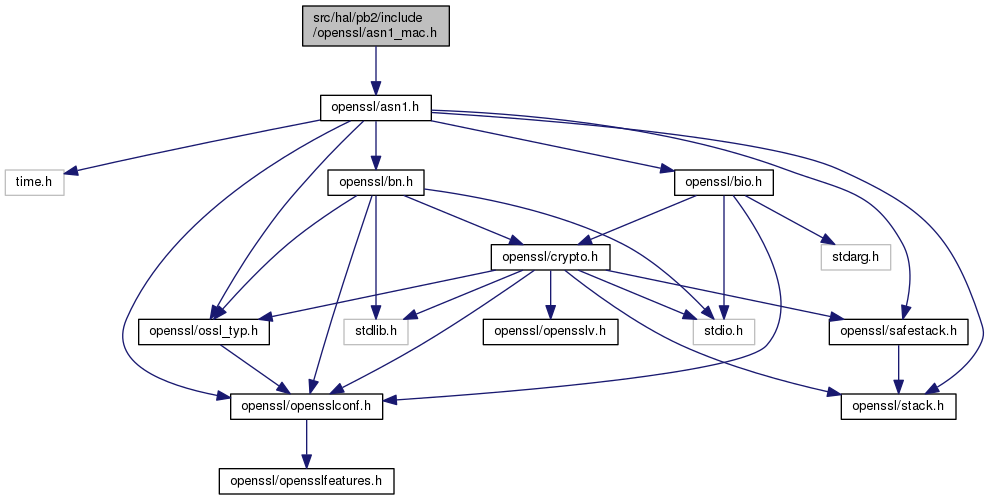 src/hal/pb2/include
/openssl/asn1_mac.h
openssl/asn1.h
time.h
openssl/bn.h
openssl/bio.h
openssl/crypto.h
stdarg.h
openssl/ossl_typ.h
stdlib.h
openssl/opensslv.h
stdio.h
openssl/safestack.h
openssl/opensslconf.h
openssl/stack.h
openssl/opensslfeatures.h